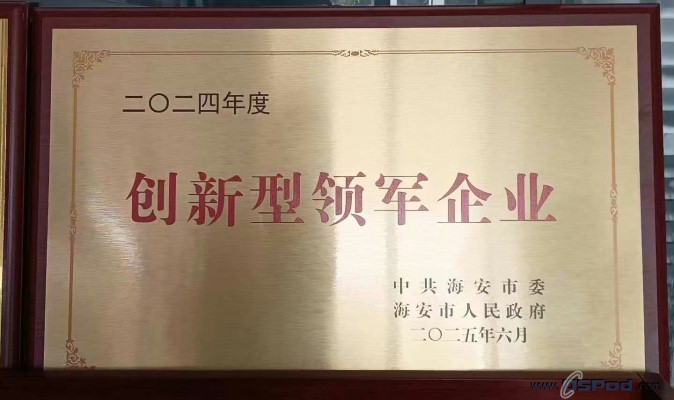 二〇二四年度
创新型领军企业
中共海安市委
海安市人民政府
二〇二五年六月